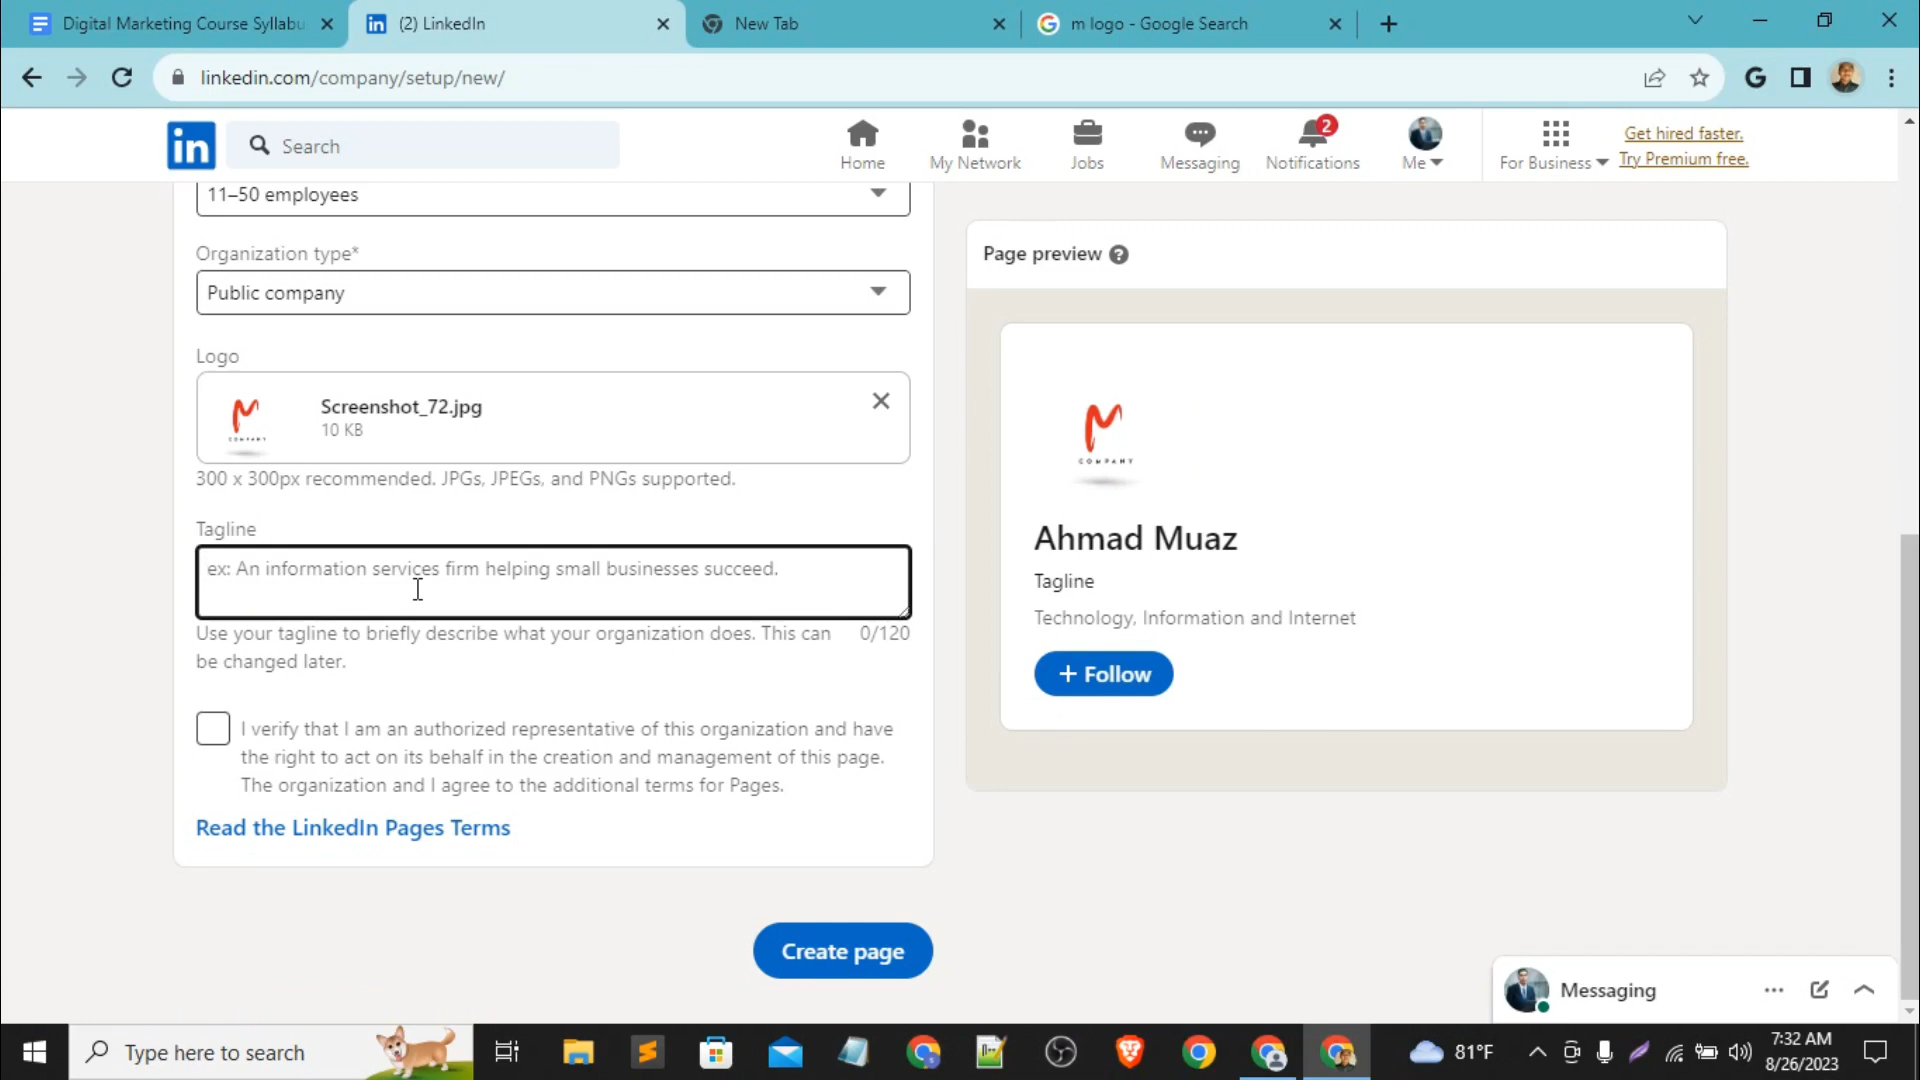 Digital Marketing Course Syllabu
(2) LinkedIn
New Tab
m logo - Google Search
linkedin.com/company/setup/new/
Search
Home
My Network
Jobs
Messaging
2
Notifications
Me
For Business
Get hired faster.
Try Premium free.
11–50 employees
Organization type*
Public company
Logo
COMPANY
Screenshot_72.jpg
10 KB
300 x 300px recommended. JPGs, JPEGs, and PNGs supported.
Tagline
ex: An information services firm helping small businesses succeed.
Use your tagline to briefly describe what your organization does. This can
be changed later.
0/120
I verify that I am an authorized representative of this organization and have
the right to act on its behalf in the creation and management of this page.
The organization and I agree to the additional terms for Pages.
Read the LinkedIn Pages Terms
Create page
Page preview
COMPANY
Ahmad Muaz
Tagline
Technology, Information and Internet
+ Follow
Messaging
Type here to search
81°F
7:32 AM
8/26/2023